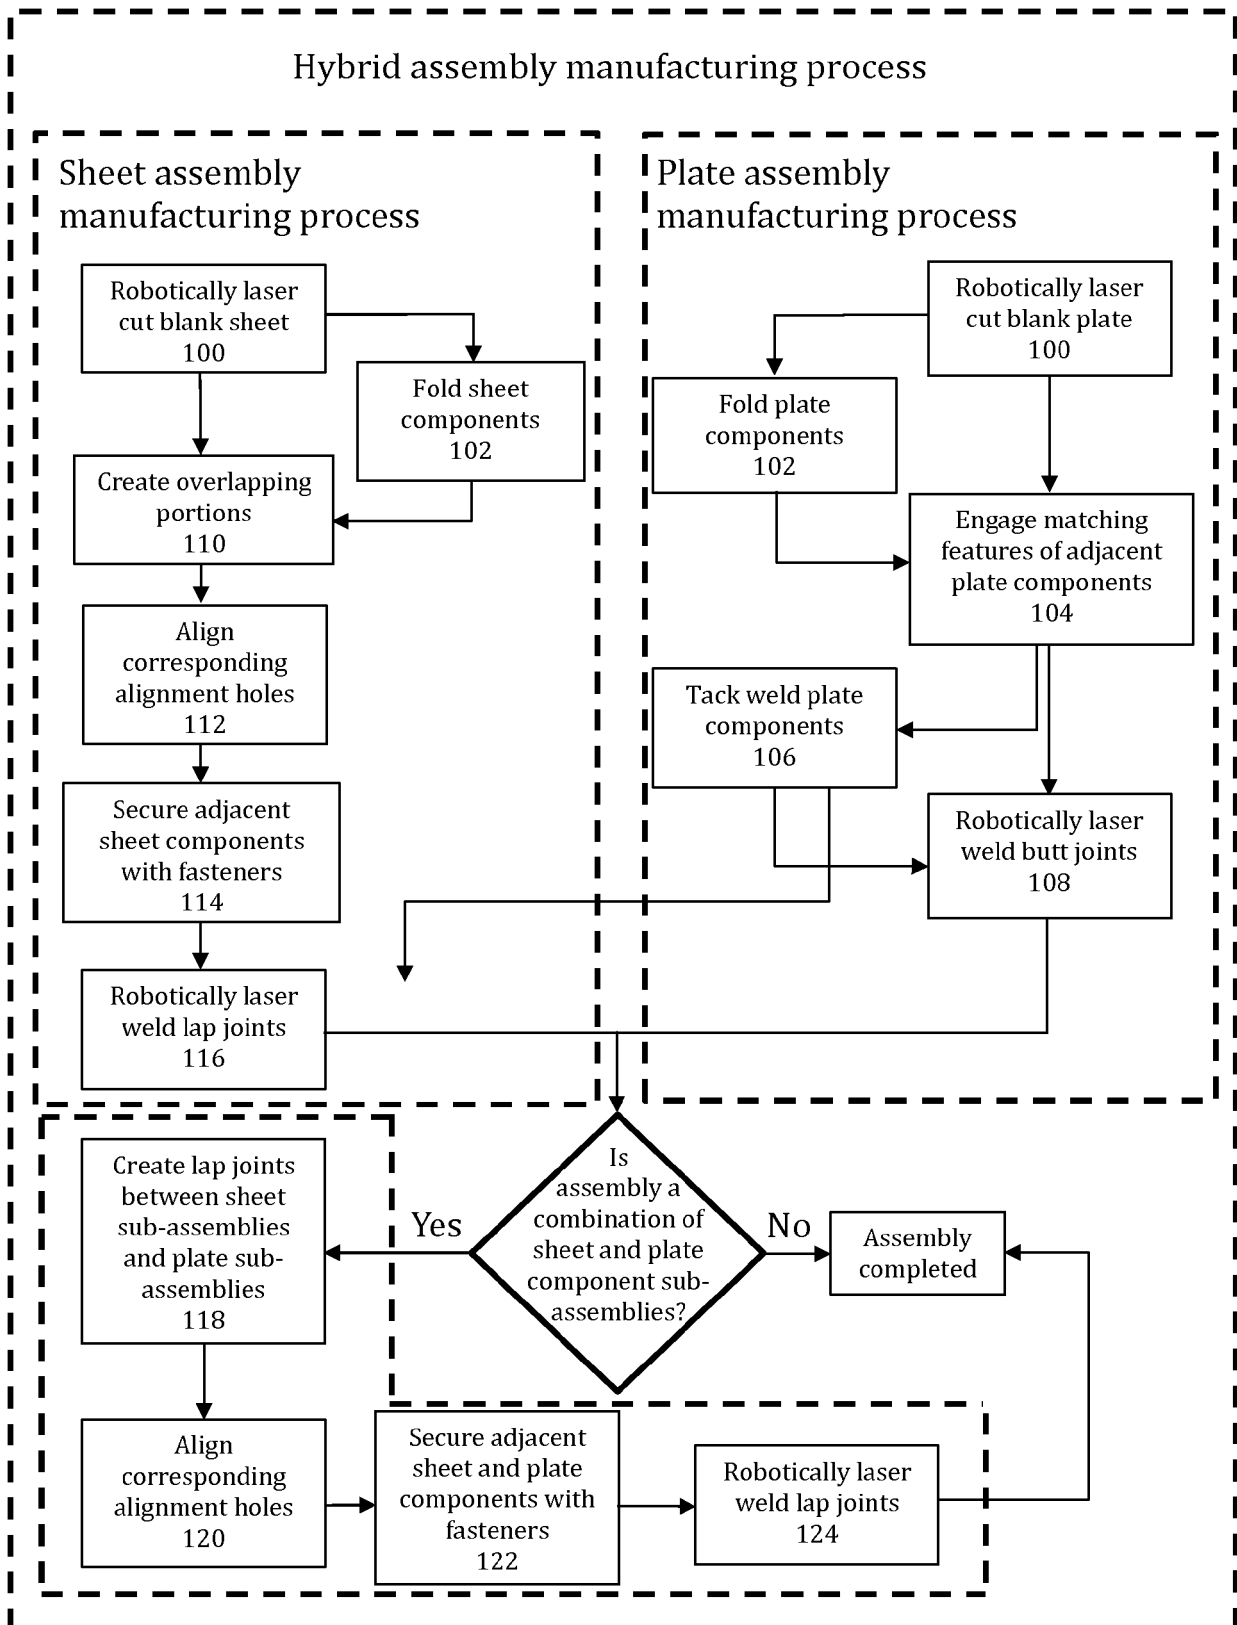 Hybrid assembly manufacturing process
Sheet assembly
manufacturing process
Robotically laser
cut blank sheet
100
Fold sheet
components
102
Create overlapping
portions
110
Align
corresponding
alignment holes
112
Secure adjacent
sheet components
with fasteners
114
Robotically laser
weld lap joints
116
Plate assembly
manufacturing process
Robotically laser
cut blank plate
100
Fold plate
components
102
Engage matching
features of adjacent
plate components
104
Tack weld plate
components
106
Robotically laser
weld butt joints
108
Is
assembly a
combination of
sheet and plate
component sub-
assemblies?
Yes
No
Assembly
completed
Create lap joints
between sheet
sub-assemblies
and plate sub-
assemblies
118
Align
corresponding
alignment holes
120
Secure adjacent
sheet and plate
components with
fasteners
122
Robotically laser
weld lap joints
124